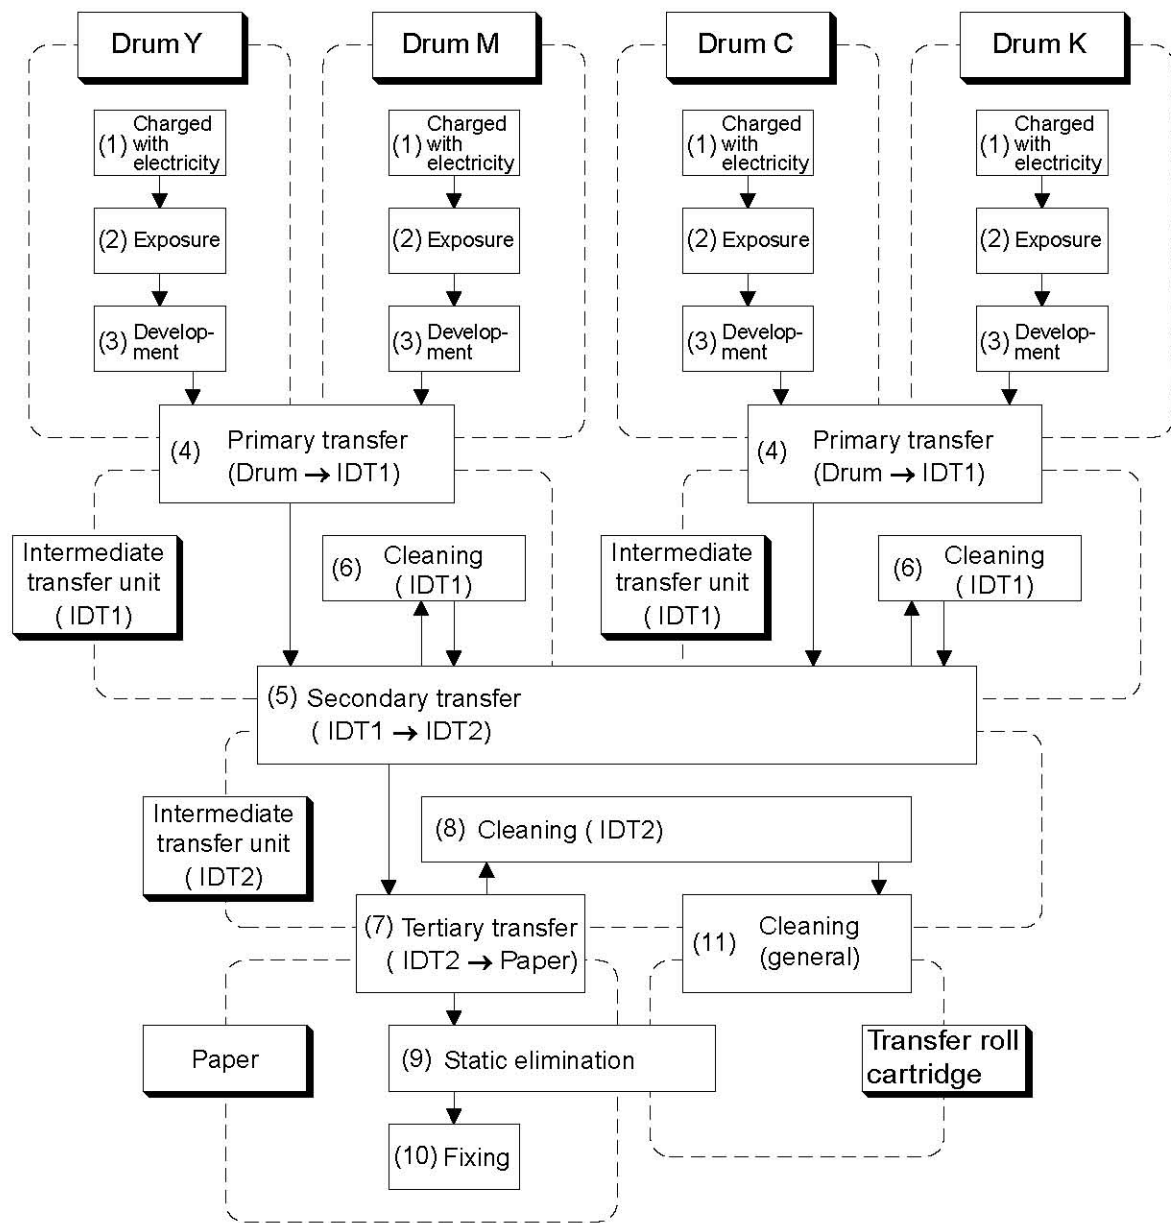 Drum Y
Drum M
Drum C
Drum K
(1) Charged
with
electricity
(1) Charged
with
electricity
(1) Charged
with
electricity
(1) Charged
with
electricity
(2) Exposure
(2) Exposure
(2) Exposure
(2) Exposure
(3) Develop-
ment
(3) Develop-
ment
(3) Develop-
ment
(3) Develop-
ment
(4) Primary transfer
(Drum → IDT1)
(4) Primary transfer
(Drum → IDT1)
Intermediate
transfer unit
( IDT1)
(6) Cleaning
( IDT1)
Intermediate
transfer unit
( IDT1)
(6) Cleaning
( IDT1)
(5) Secondary transfer
( IDT1 → IDT2)
Intermediate
transfer unit
( IDT2)
(8) Cleaning ( IDT2)
(7) Tertiary transfer
( IDT2 → Paper)
(11) Cleaning
(general)
Paper
(9) Static elimination
Transfer roll
cartridge
(10) Fixing